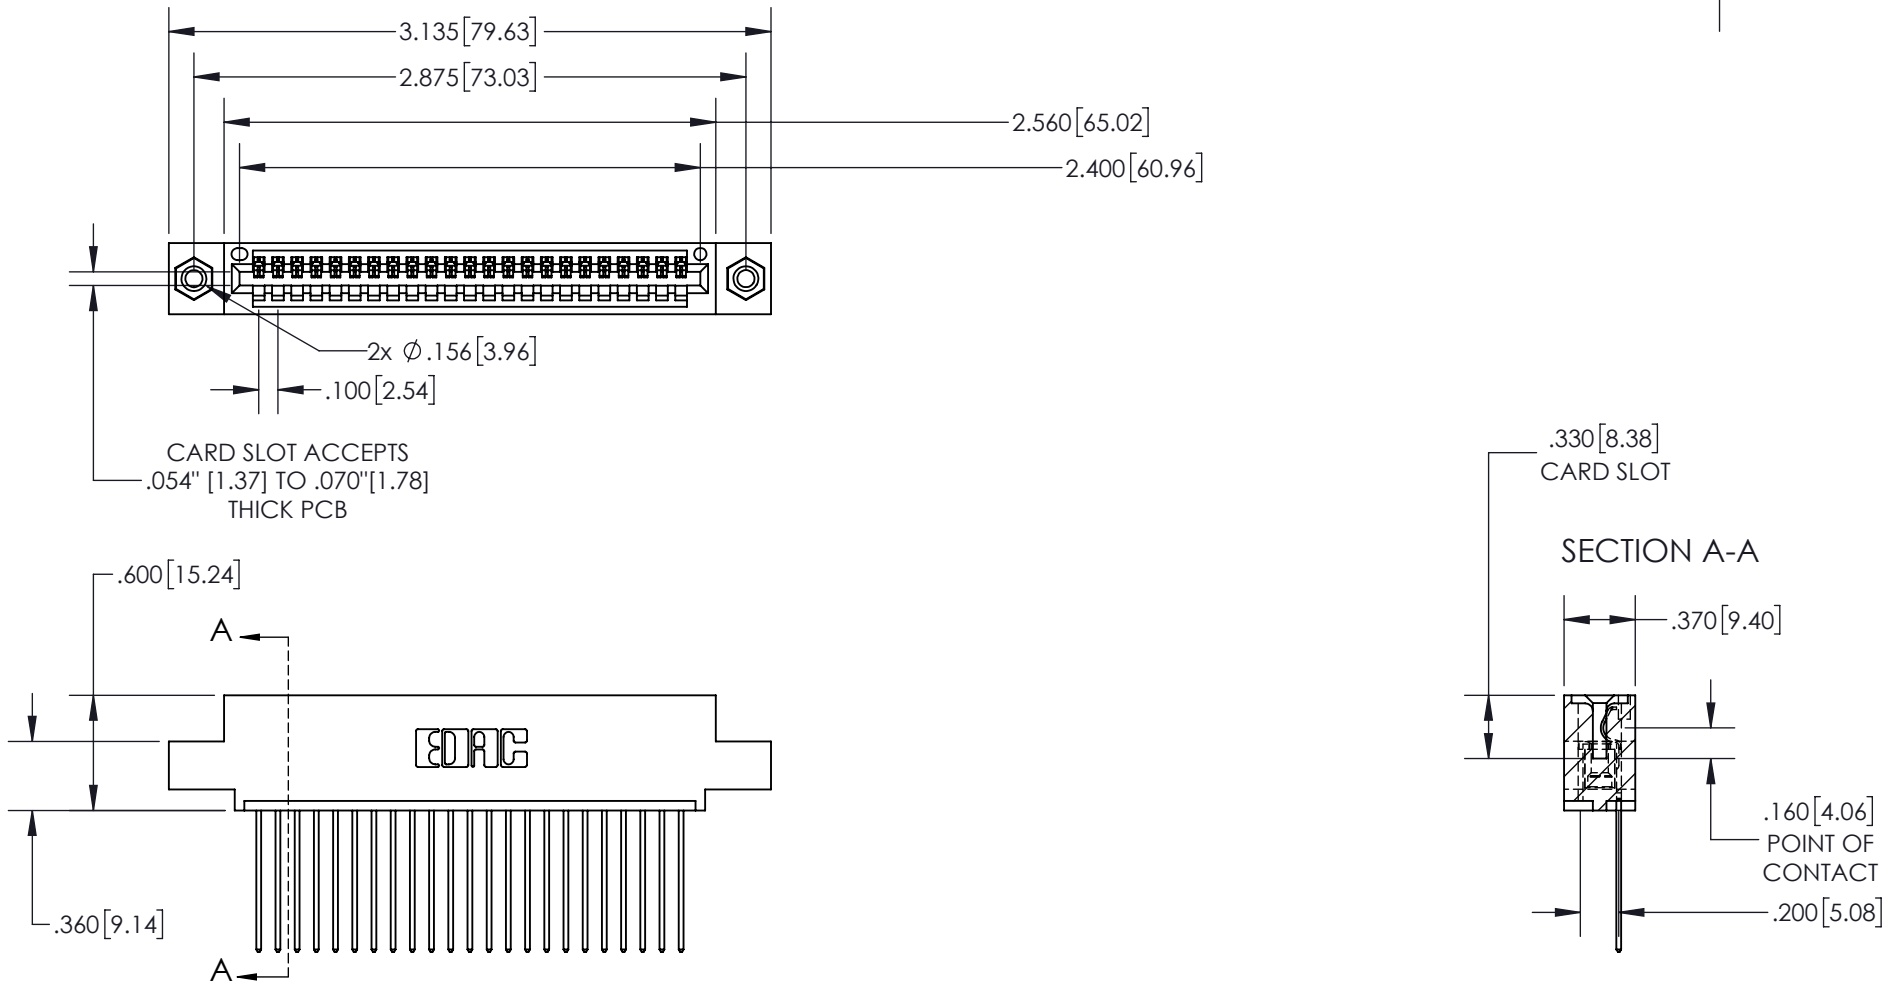 3.135[79.63]
2.875[73.03]
2.560[65.02]
2.400[60.96]
2x ∅.156[3.96]
.100[2.54]
CARD SLOT ACCEPTS
.054" [1.37] TO .070"[1.78]
THICK PCB
.330[8.38]
CARD SLOT
SECTION A-A
.600[15.24]
A
.370[9.40]
EDAC
.160[4.06]
POINT OF
CONTACT
.360[9.14]
.200[5.08]
A